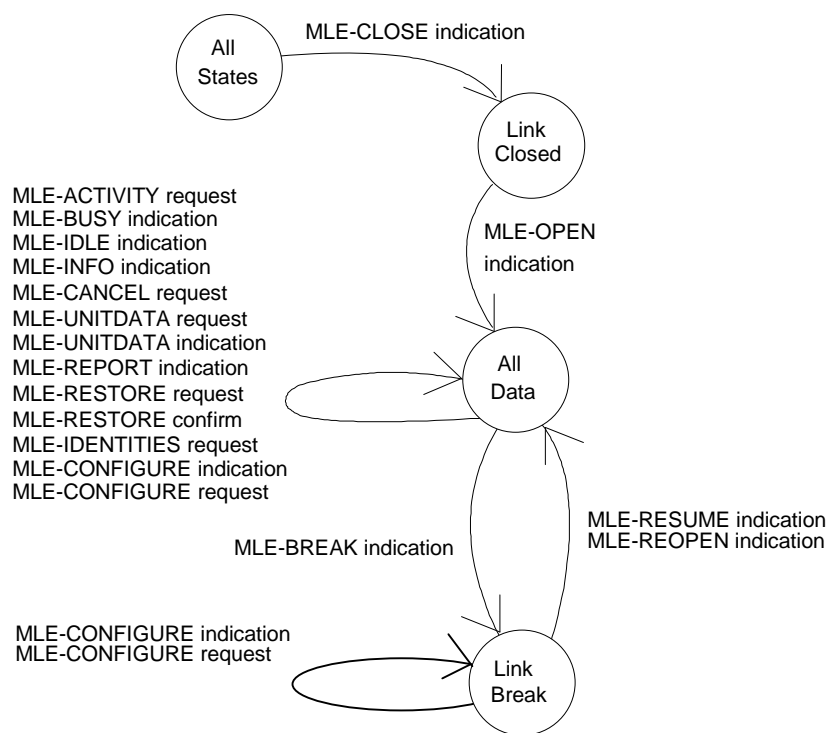 All
States
MLE-CLOSE indication
Link
Closed
MLE-ACTIVITY request
MLE-BUSY indication
MLE-IDLE indication
MLE-INFO indication
MLE-CANCEL request
MLE-UNITDATA request
MLE-UNITDATA indication
MLE-REPORT indication
MLE-RESTORE request
MLE-RESTORE confirm
MLE-IDENTITIES request
MLE-CONFIGURE indication
MLE-CONFIGURE request
MLE-OPEN
indication
All
Data
MLE-BREAK indication
MLE-RESUME indication
MLE-REOPEN indication
MLE-CONFIGURE indication
MLE-CONFIGURE request
Link
Break